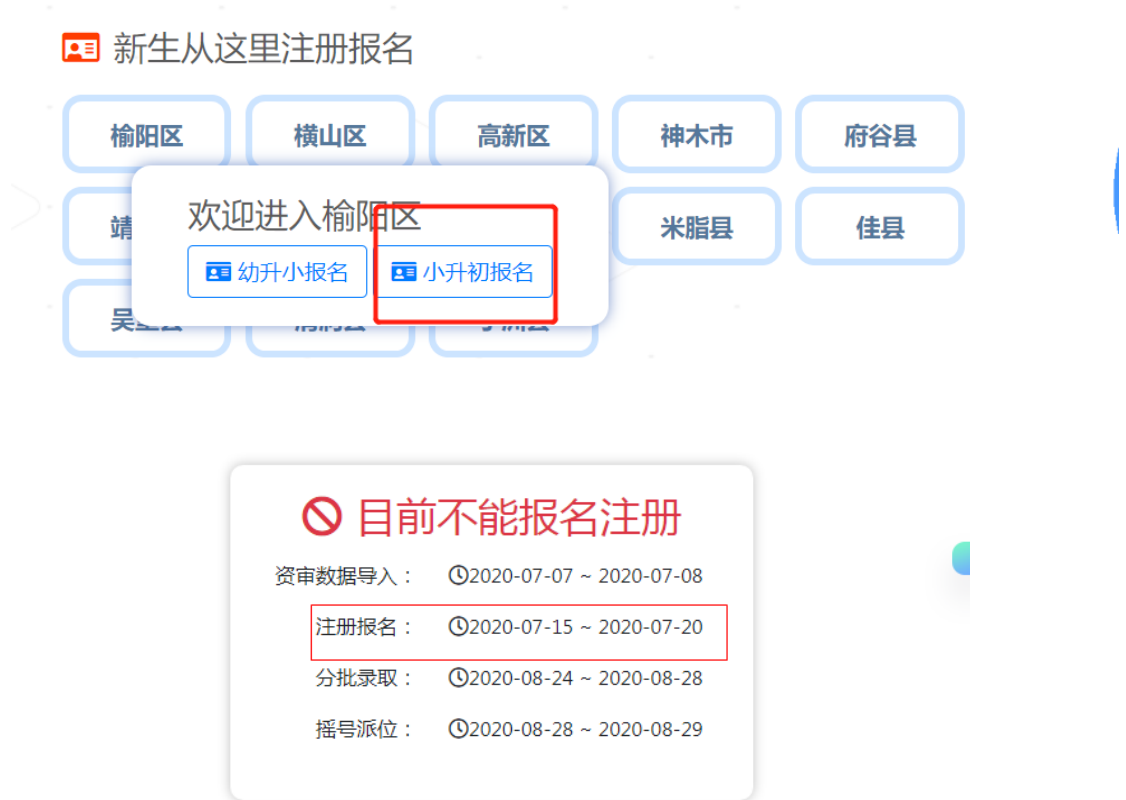 新生从这里注册报名
榆阳区 横山区 高新区 神木市 府谷县
靖 米脂县 佳县
欢迎进入榆阳区
幼升小报名 小升初报名
目前不能报名注册
资审数据导入： 2020-07-07 ~ 2020-07-08
注册报名： 2020-07-15 ~ 2020-07-20
分批录取： 2020-08-24 ~ 2020-08-28
摇号派位： 2020-08-28 ~ 2020-08-29